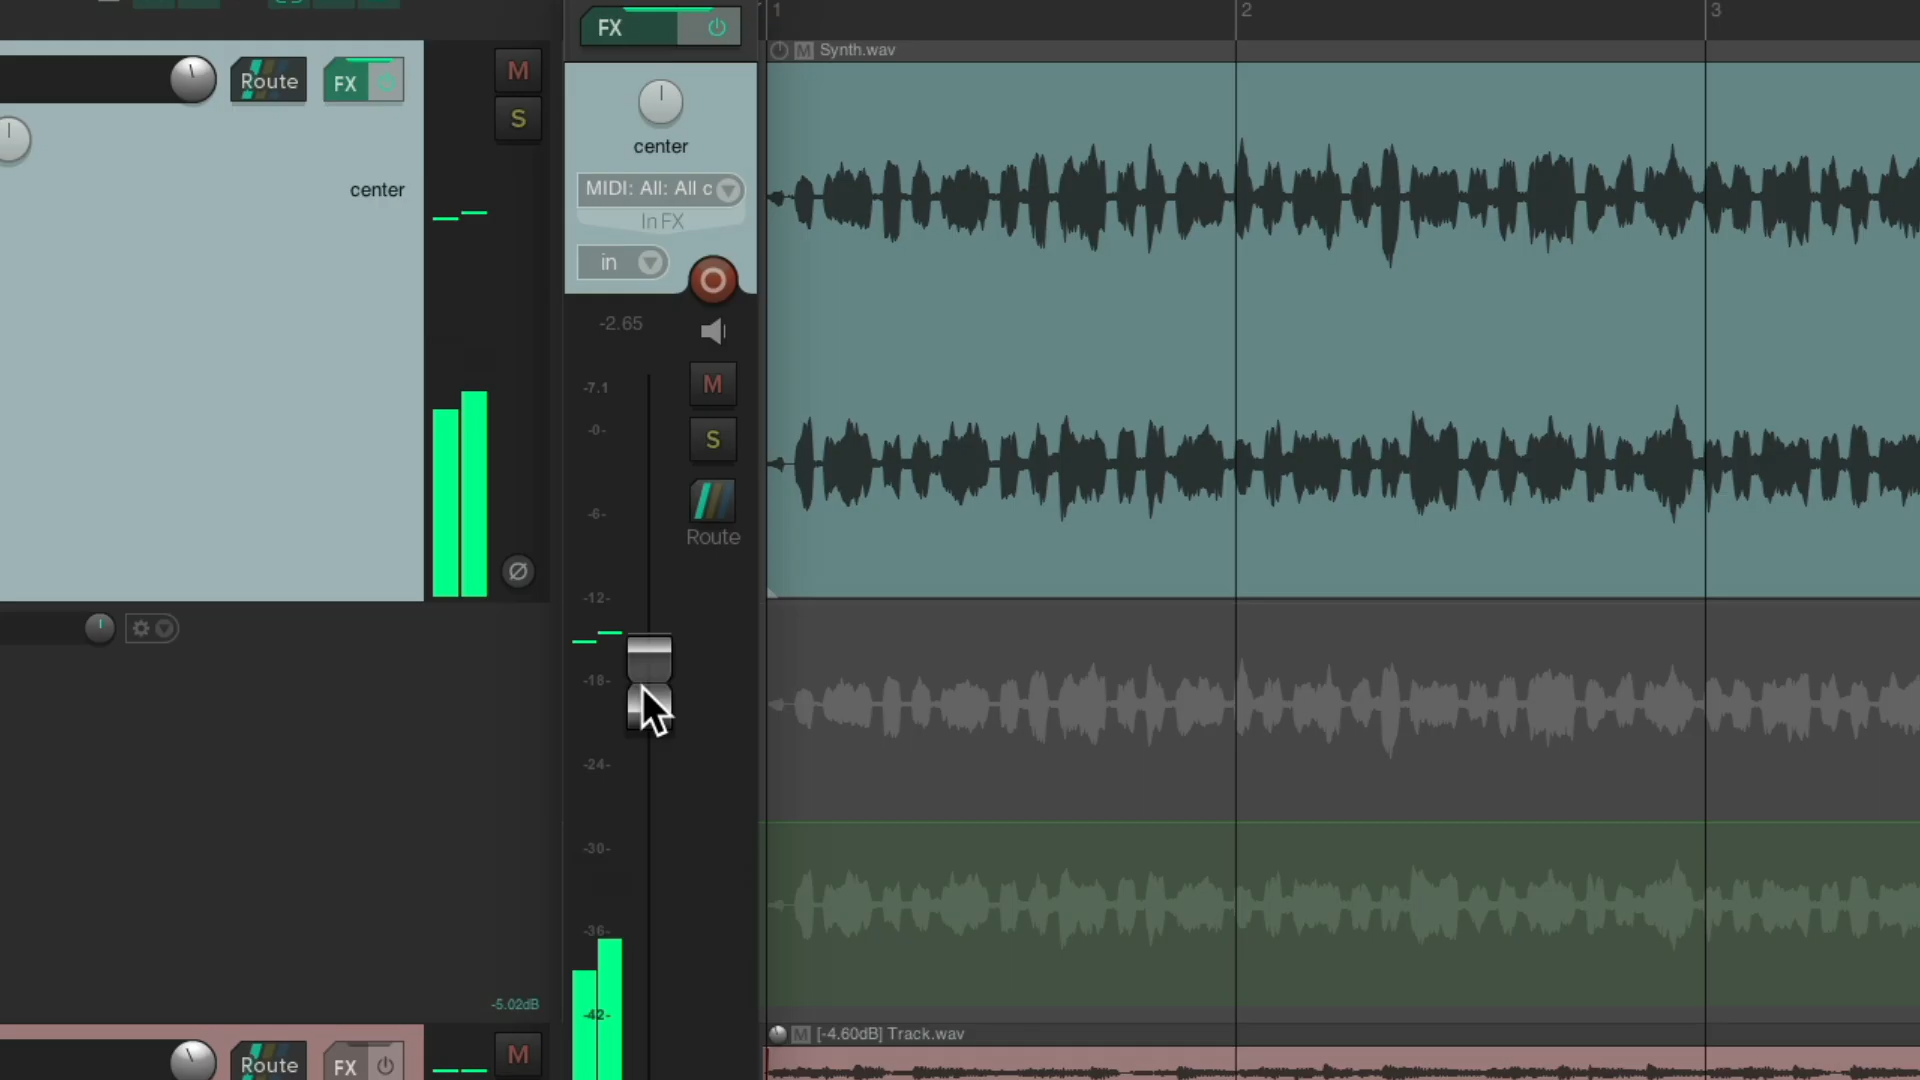 FX
1
2
3
Synth.wav
M
Route
FX
M
S
center
center
MIDI: All: All c
In FX
in
-2.65
M
-7.1
-0-
S
-6-
Route
-12-
-18-
-24-
-30-
-36-
-5.02dB
-42-
M [-4.60dB] Track.wav
Route
FX
M